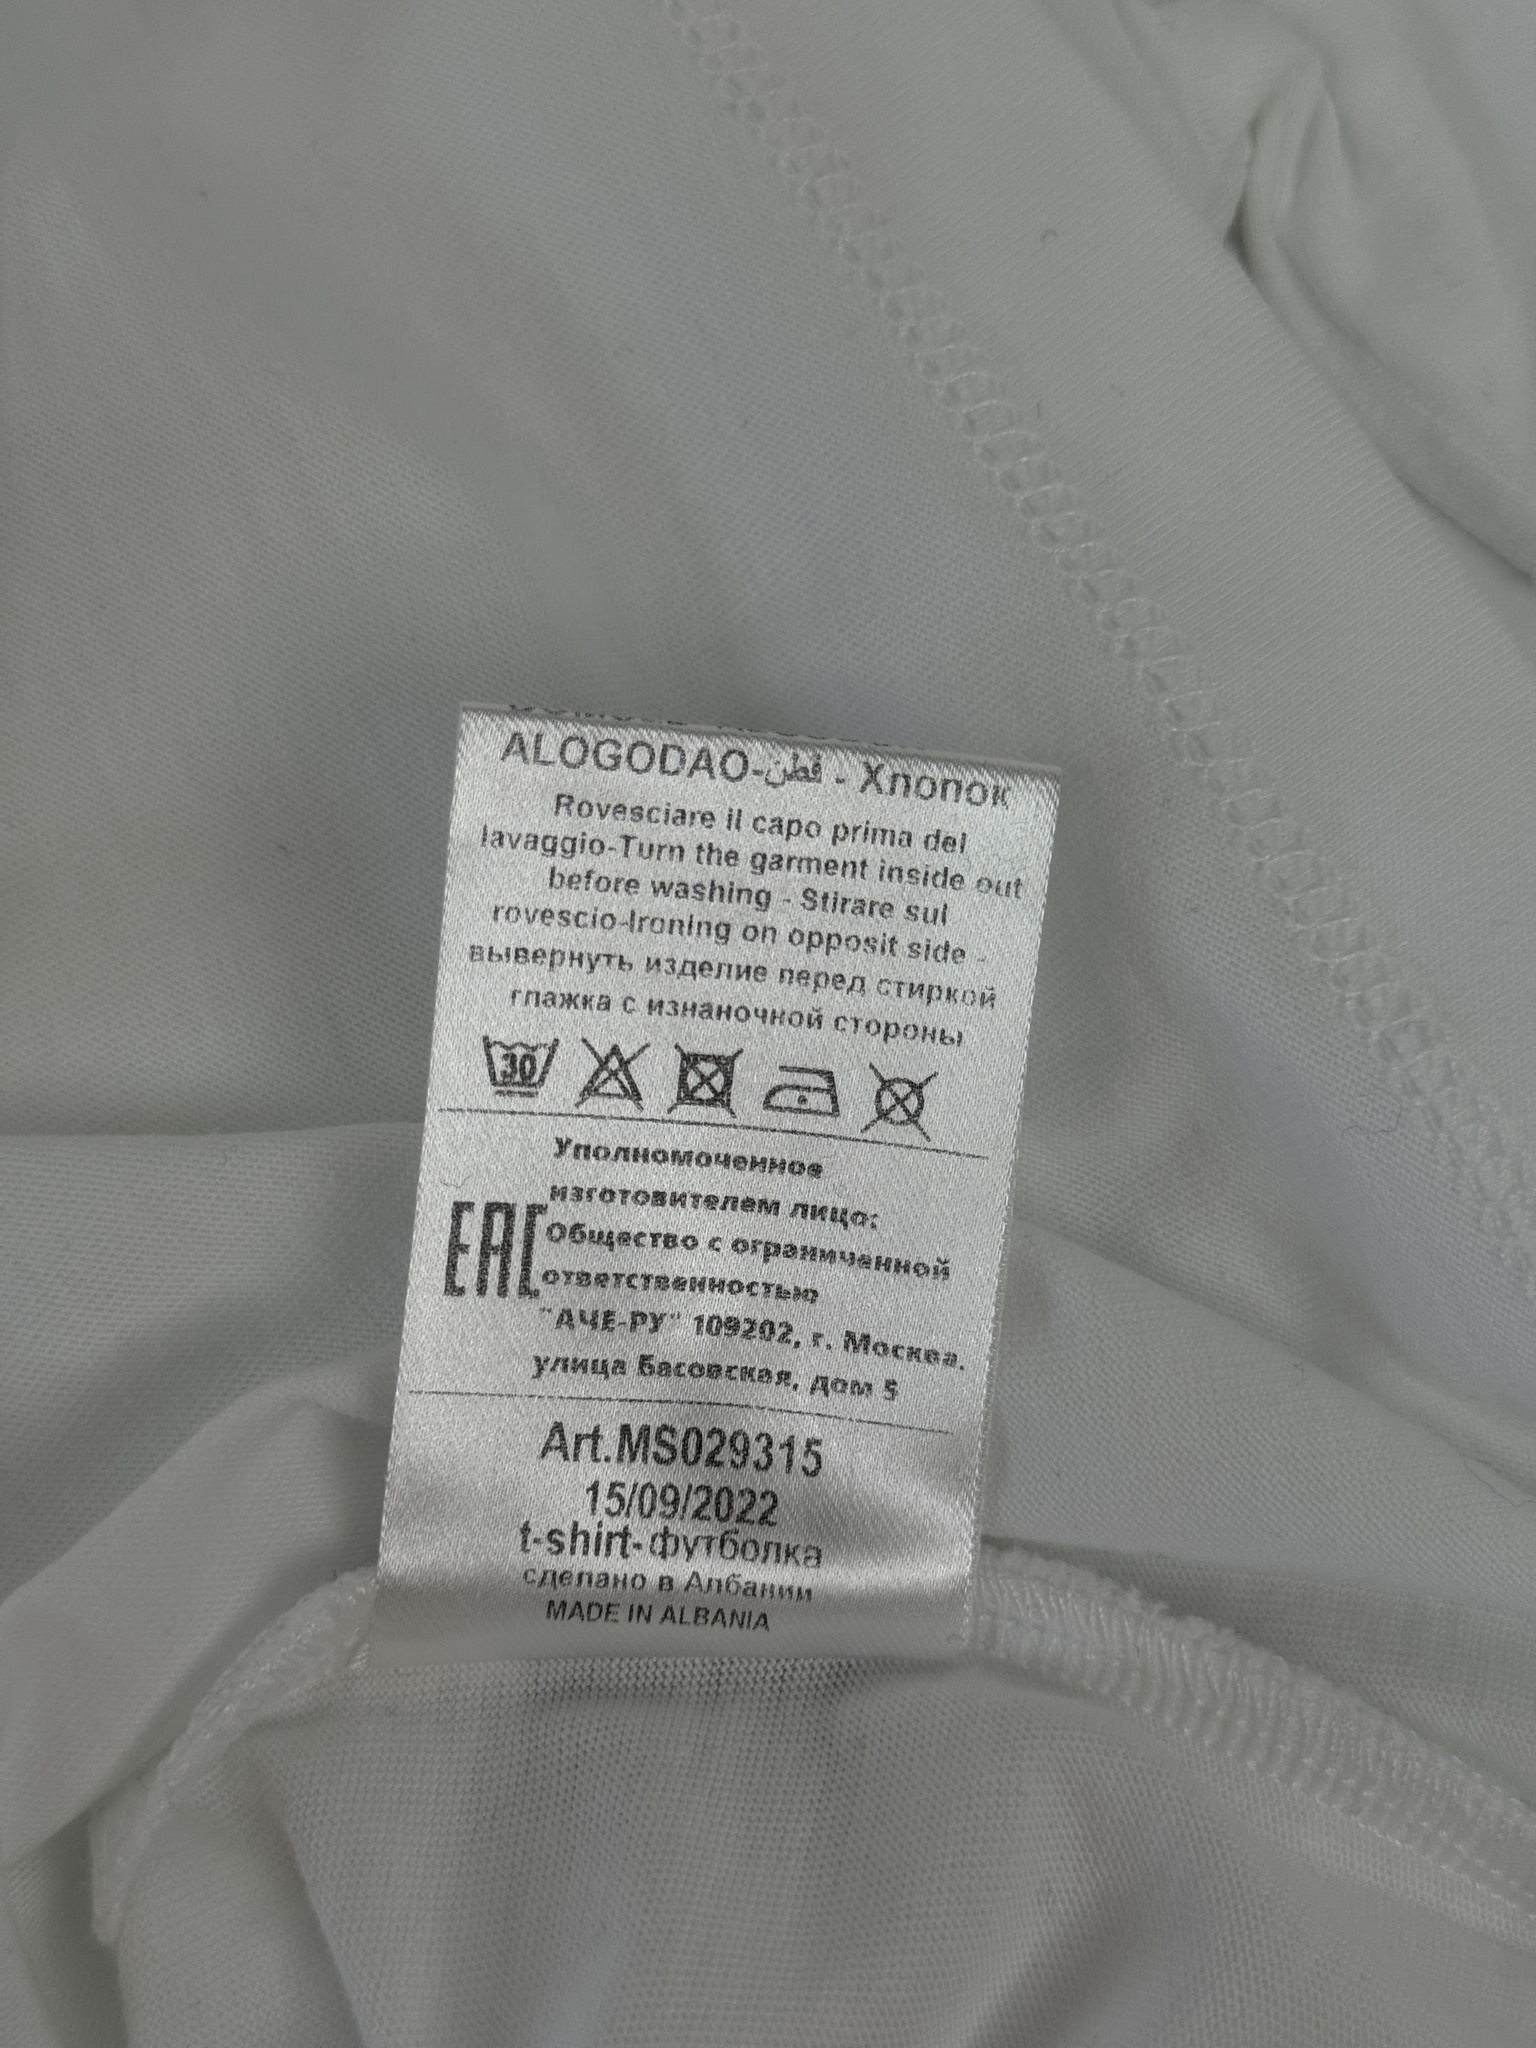 ALOGODAO-قطن - Хлопок
Rovesciare il capo prima del
lavaggio-Turn the garment inside out
before washing - Stirare sul
rovescio-Ironing on opposit side -
вывернуть изделие перед стиркой
глажка с изнаночной стороны
30
Уполномоченное
изготовителем лицо:
EAC
Общество с ограниченной
ответственностью
"АЧЕ-РУ" 109202, г. Москва.
улица Басовская, дом 5
Art.MS029315
15/09/2022
t-shirt-футболка
сделано в Албании
MADE IN ALBANIA